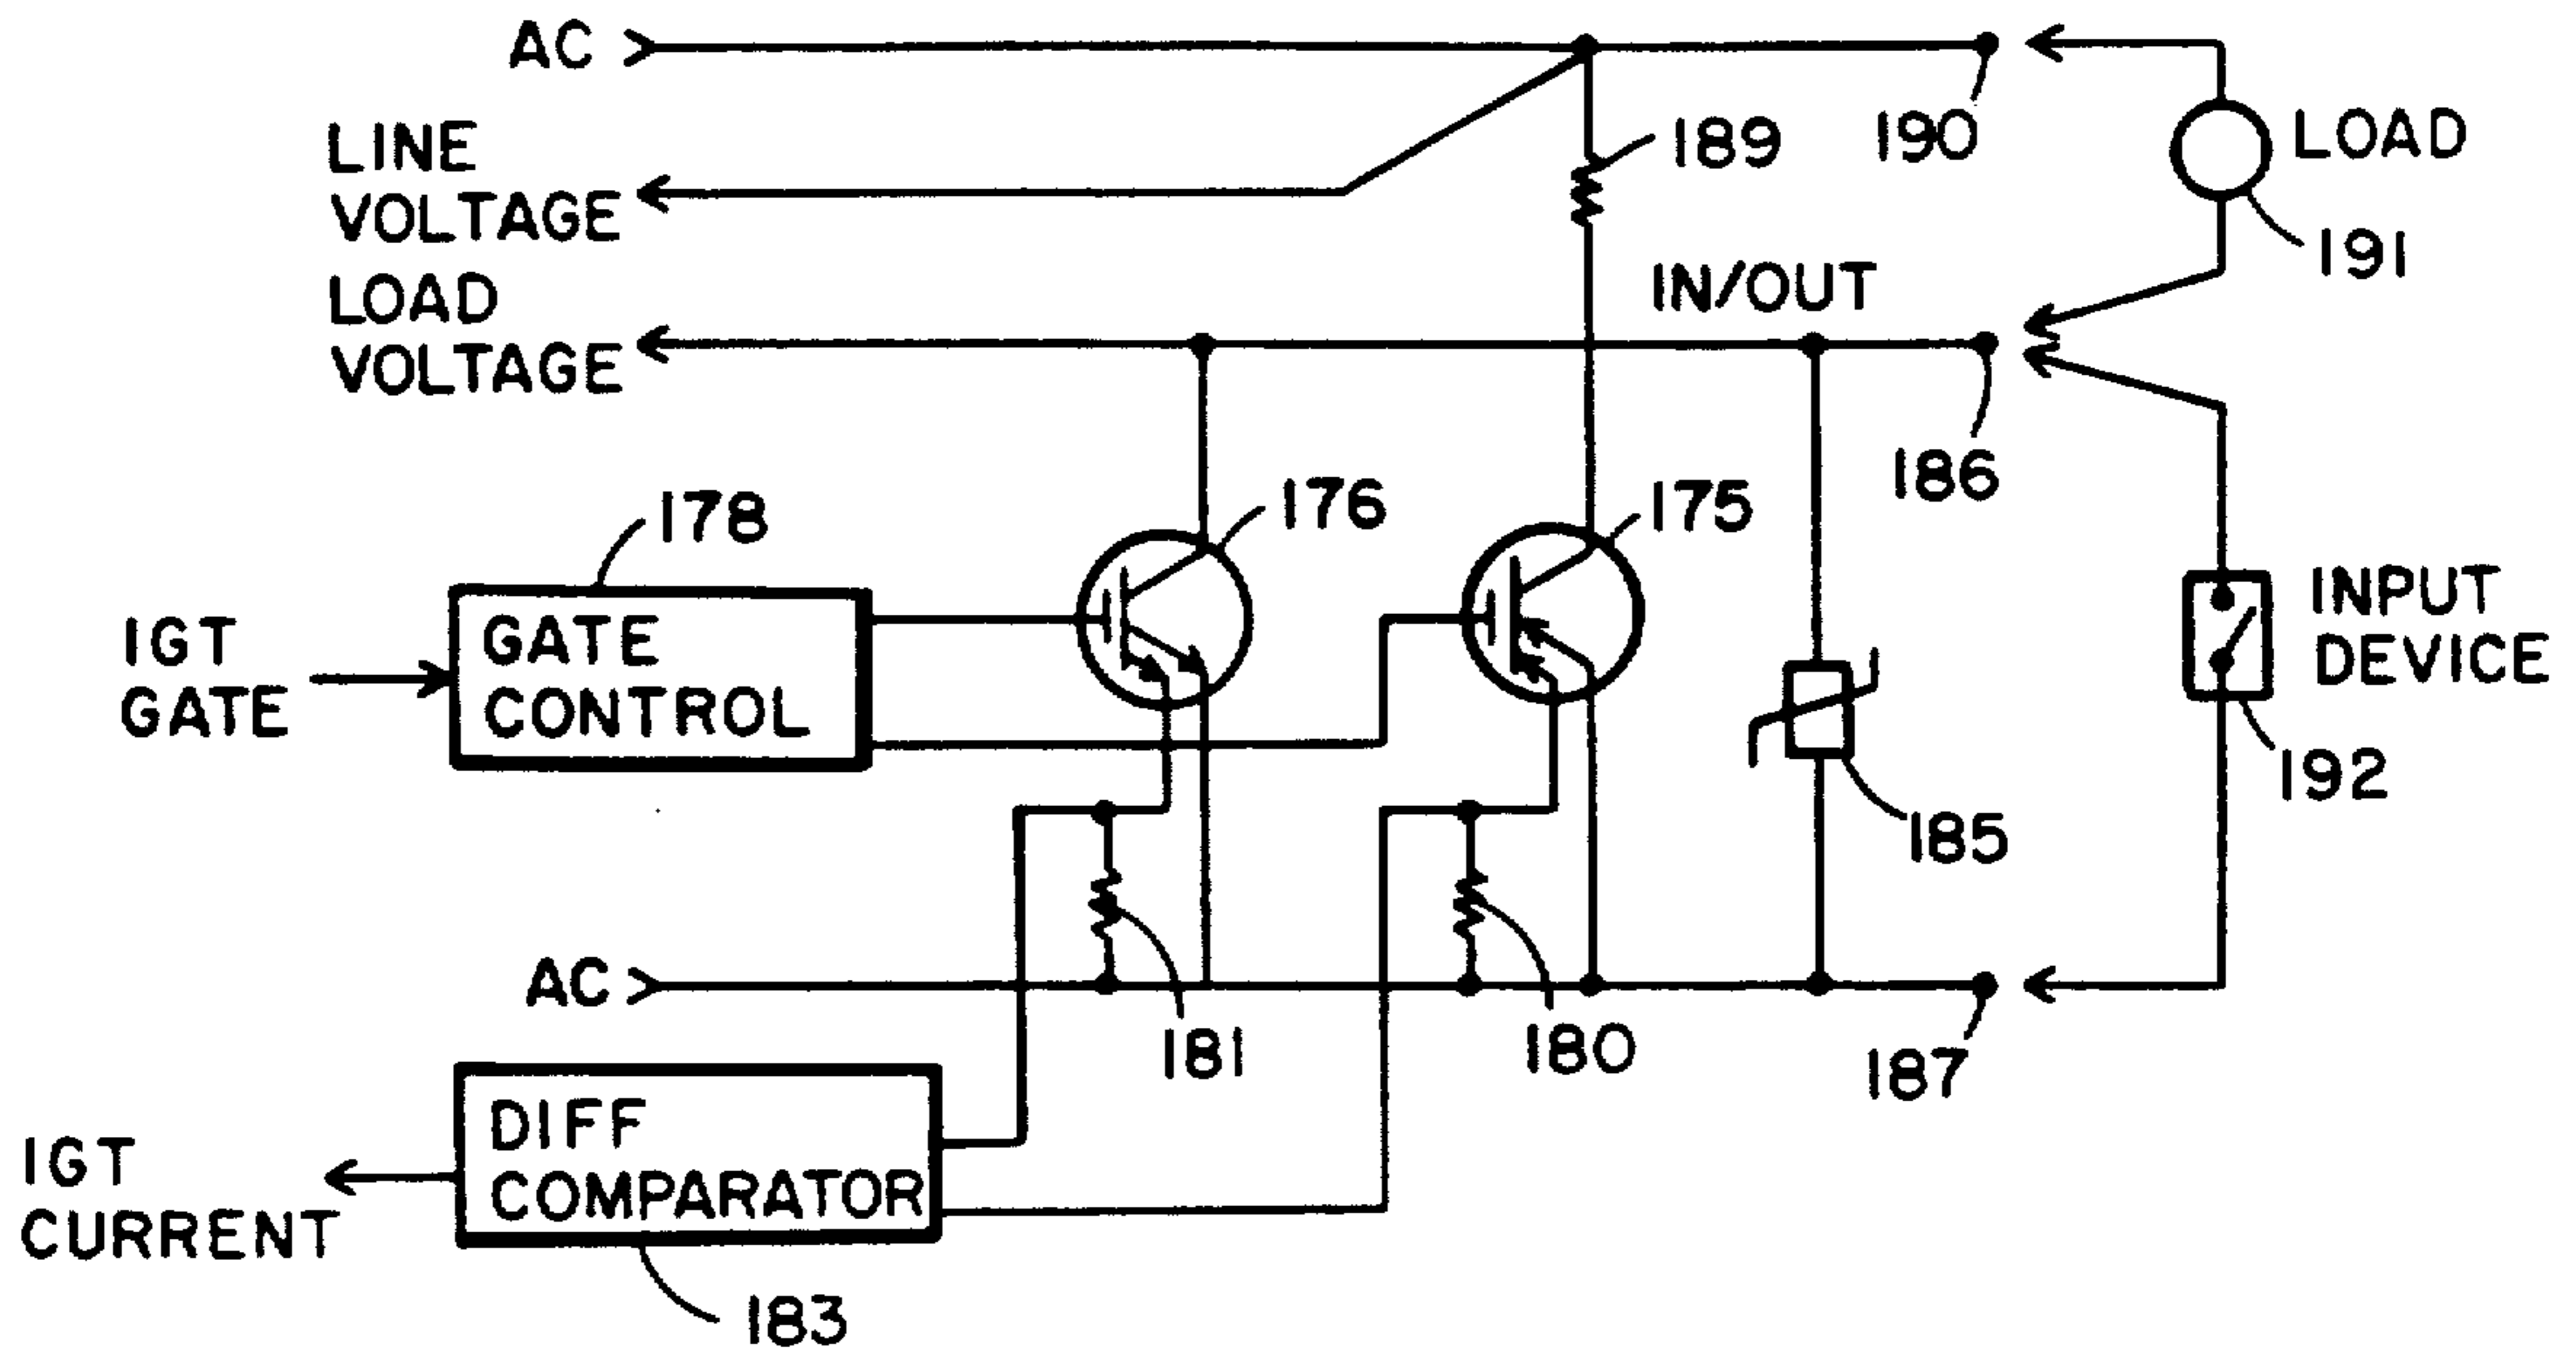 AC
LINE
VOLTAGE
189
190
LOAD
191
LOAD
VOLTAGE
IN/OUT
186
178
176
175
IGT
GATE
GATE
CONTROL
INPUT
DEVICE
192
185
AC
181
180
187
DIFF
COMPARATOR
IGT
CURRENT
183